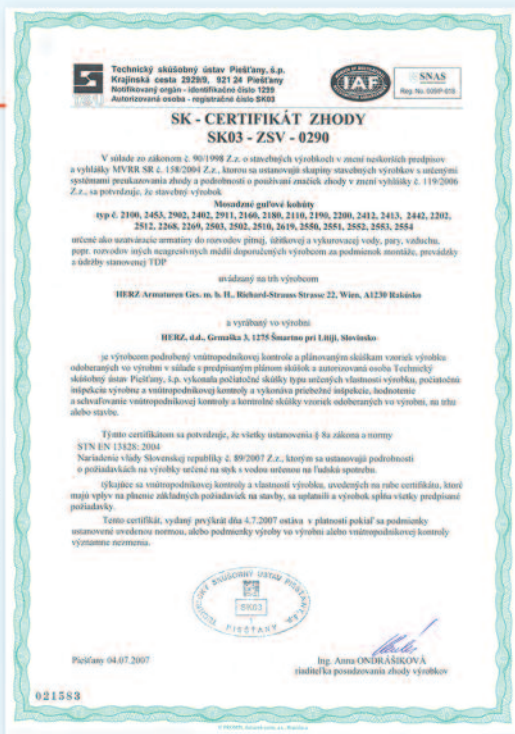 Technický skúšobný ústav Piešťany, š.p.
Krajinská cesta 2929/9, 921 24 Piešťany
Notifikovaný orgán - identifikačné číslo 1299
Autorizovaná osoba - registračné číslo SK03
IAF
SNAS
SK - CERTIFIKÁT ZHODY
SK03 - ZSV - 0290
V súlade so zákonom č. 90/1998 Z.z. o stavebných výrobkoch v znení neskorších predpisov
a vyhlášky MVRR SR č. 158/2004 Z.z., ktorou sa ustanovujú skupiny stavebných výrobkov s určenými
systémami preukazovania zhody a podrobnosti o používaní značiek zhody v znení vyhlášky č. 119/2006
Z.z., sa potvrdzuje, že stavebný výrobok
Mosadzné guľové kohúty
typ č. 2100, 2453, 2902, 2402, 2911, 2160, 2180, 2110, 2190, 2200, 2412, 2413, 2442, 2202,
2512, 2268, 2269, 2503, 2502, 2510, 2619, 2550, 2551, 2552, 2553, 2554
určené ako uzatváracie armatúry do rozvodov pitnej, úžitkovej a vykurovacej vody, pary, vzduchu,
popr. rozvodov iných neagresívnych médií doporučených výrobcom za podmienok montáže, prevádzky
a údržby stanovenej TDP
uvádzaný na trh výrobcom
HERZ Armaturen Ges. m. b. H., Richard-Strauss Strasse 22, Wien, A1230 Rakúsko
a vyrábaný vo výrobni
HERZ, d.d., Grmaška 3, 1275 Šmartno pri Litiji, Slovinsko
je výrobcom podrobený vnútropodnikovej kontrole a plánovaným skúškam vzoriek výrobku
odoberaných vo výrobni v súlade s predpísaným plánom skúšok a autorizovaná osoba Technický
skúšobný ústav Piešťany, š.p. vykonala počiatočné skúšky typu určených vlastností výrobku, počiatočnú
inšpekciu výrobne a vnútropodnikovej kontroly a vykonáva priebežné inšpekcie, hodnotenie
a schvaľovanie vnútropodnikovej kontroly a kontrolné skúšky vzoriek odoberaných vo výrobni, na trhu
alebo stavbe.
Týmto certifikátom sa potvrdzuje, že všetky ustanovenia § 8a zákona a normy
STN EN 13828: 2004
Nariadenie vlády Slovenskej republiky č. 89/2007 Z.z., ktorým sa ustanovujú podrobnosti
o požiadavkách na výrobky určené na styk s vodou určenou na ľudskú spotrebu.
týkajúce sa vnútropodnikovej kontroly a vlastností výrobku, uvedených na rube certifikátu, ktoré
majú vplyv na plnenie základných požiadaviek na stavby, sa uplatnili a výrobok spĺňa všetky predpísané
požiadavky.
Tento certifikát, vydaný prvýkrát dňa 4.7.2007 ostáva v platnosti pokiaľ sa podmienky
ustanovené uvedenou normou, alebo podmienky výroby vo výrobni alebo vnútropodnikovej kontroly
významne nezmenia.
TECHNICKÝ SKÚŠOBNÝ ÚSTAV PIEŠŤANY, š.p.
SK03
PIEŠŤANY
Piešťany 04.07.2007
Ing. Anna ONDRÁŠIKOVÁ
riaditeľka posudzovania zhody výrobkov
021583